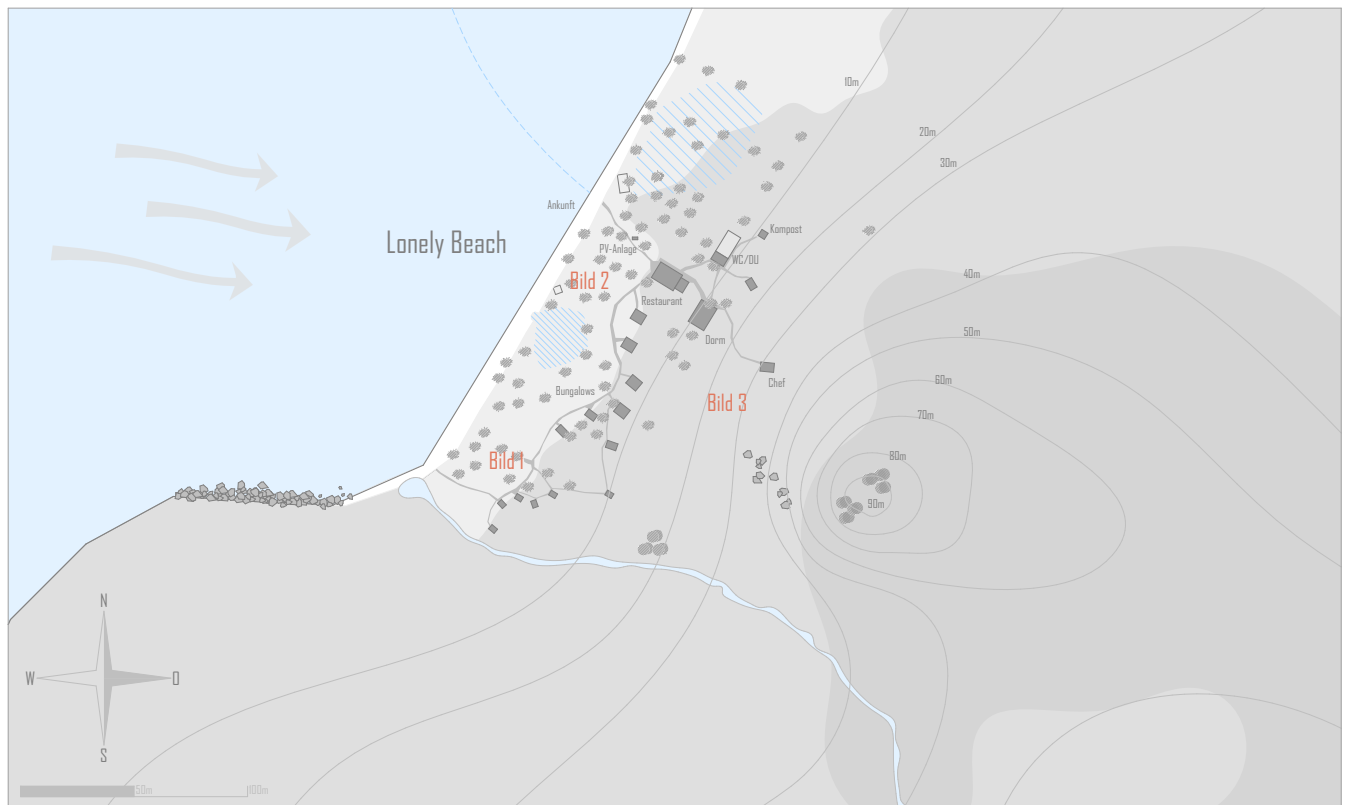 10m
20m
30m
Ankunft
Kompost
Lonely Beach
PV-Anlage
WC/DU
40m
Bild 2
Restaurant
50m
Dorm
60m
Chef
Bungalows
Bild 3
70m
80m
Bild 1
90m
N
W
O
S
50m
100m